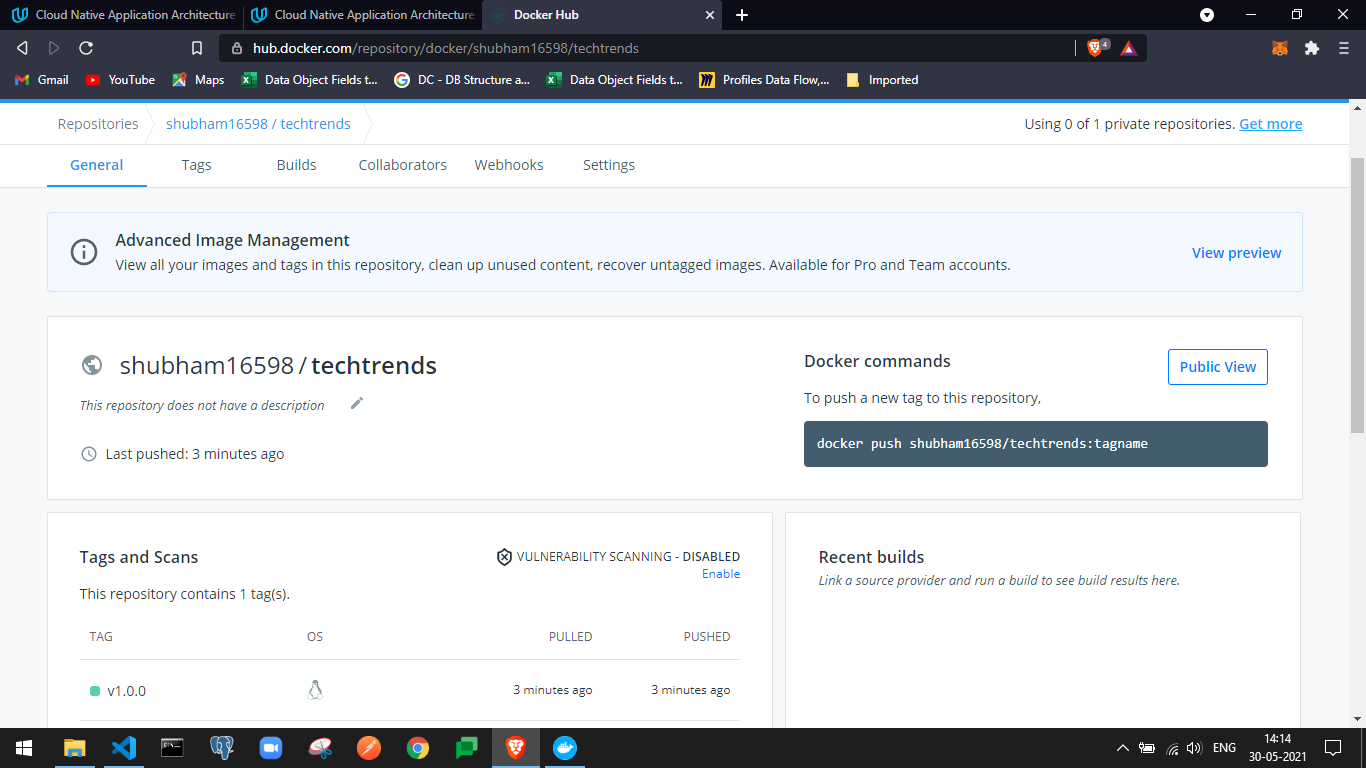 Cloud Native Application Architecture
Cloud Native Application Architecture
Docker Hub
hub.docker.com/repository/docker/shubham16598/techtrends
4
Gmail
YouTube
Maps
Data Object Fields t...
DC - DB Structure a...
Data Object Fields t...
Profiles Data Flow,...
Imported
Repositories
shubham16598 / techtrends
Using 0 of 1 private repositories. Get more
General
Tags
Builds
Collaborators
Webhooks
Settings
Advanced Image Management
View all your images and tags in this repository, clean up unused content, recover untagged images. Available for Pro and Team accounts.
View preview
shubham16598 / techtrends
This repository does not have a description
Last pushed: 3 minutes ago
Docker commands
Public View
To push a new tag to this repository,
docker push shubham16598/techtrends:tagname
Tags and Scans
VULNERABILITY SCANNING - DISABLED
Enable
This repository contains 1 tag(s).
TAG OS PULLED PUSHED
v1.0.0 3 minutes ago 3 minutes ago
Recent builds
Link a source provider and run a build to see build results here.
ENG
14:14
30-05-2021